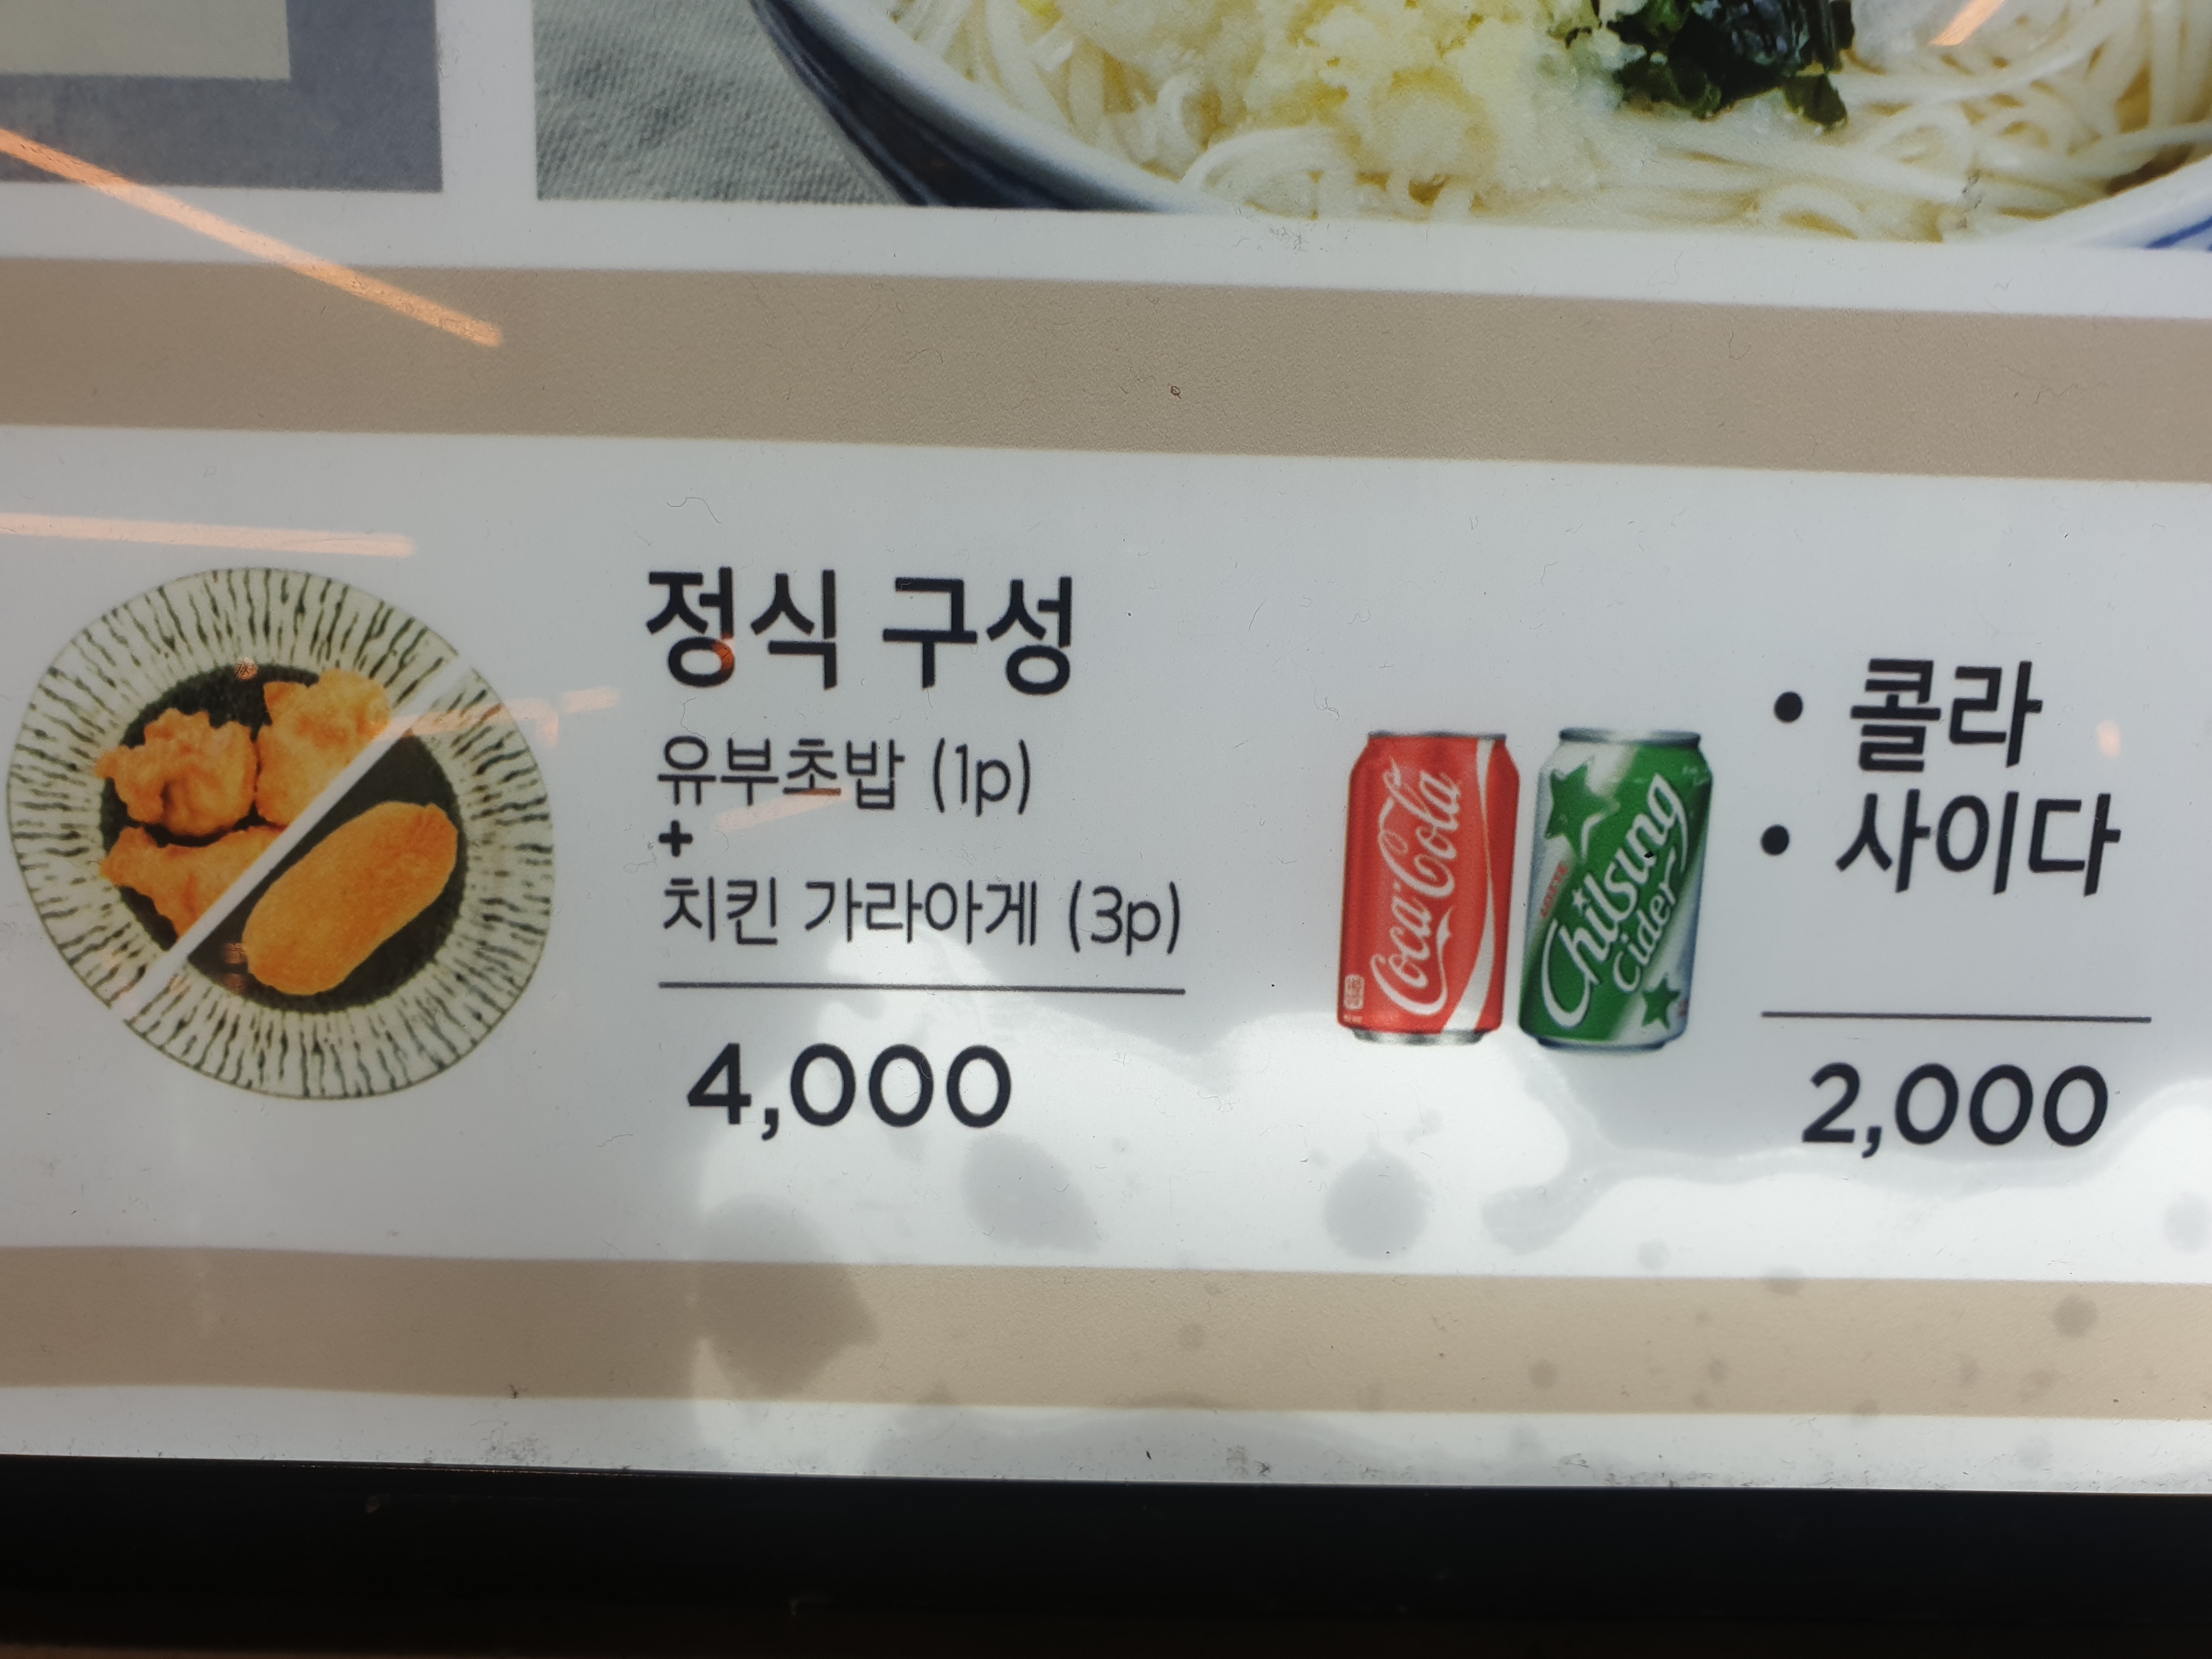 정식 구성
유부초밥 (1p)
+
치킨 가라아게 (3p)
4,000
Coca-Cola
Chilsung
Cider
• 콜라
• 사이다
2,000